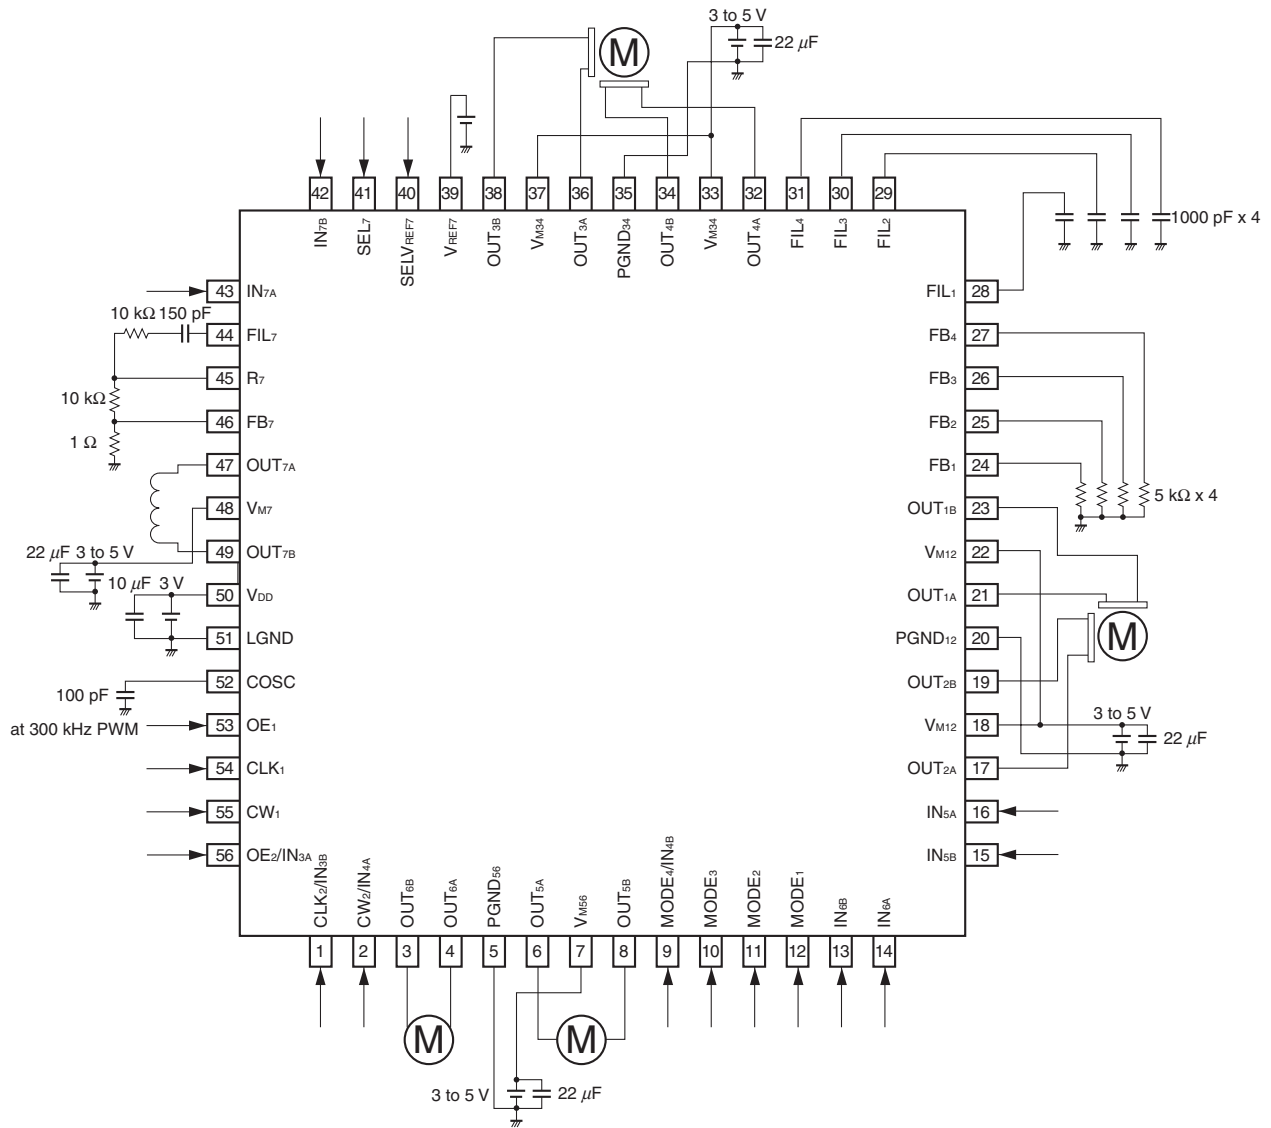 3 to 5 V
22 µF
M
42 41 40 39 38 37 36 35 34 33 32 31 30 29
IN7B
SEL7
SELVREF7
VREF7
OUT3B
VM34
OUT3A
PGND34
OUT4B
VM34
OUT4A
FIL4
FIL3
FIL2
1000 pF x 4
43 IN7A
10 kΩ 150 pF
44 FIL7
45 R7
10 kΩ
46 FB7
1 Ω
47 OUT7A
48 VM7
49 OUT7B
22 µF 3 to 5 V
10 µF 3 V
50 VDD
51 LGND
52 COSC
100 pF
at 300 kHz PWM
53 OE1
54 CLK1
55 CW1
56 OE2/IN3A
FIL1 28
FB4 27
FB3 26
FB2 25
FB1 24
5 kΩ x 4
OUT1B 23
VM12 22
OUT1A 21
M
PGND12 20
OUT2B 19
VM12 18
3 to 5 V
22 µF
OUT2A 17
IN5A 16
IN5B 15
CLK2/IN3B
CW2/IN4A
OUT6B
OUT6A
PGND56
OUT5A
VM56
OUT5B
MODE4/IN4B
MODE3
MODE2
MODE1
IN6B
IN6A
1 2 3 4 5 6 7 8 9 10 11 12 13 14
M
M
3 to 5 V
22 µF